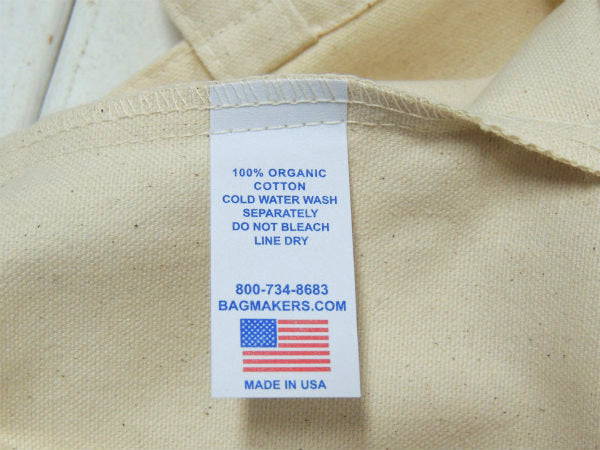 100% ORGANIC
COTTON
COLD WATER WASH
SEPARATELY
DO NOT BLEACH
LINE DRY
800-734-8683
BAGMAKERS.COM
MADE IN USA